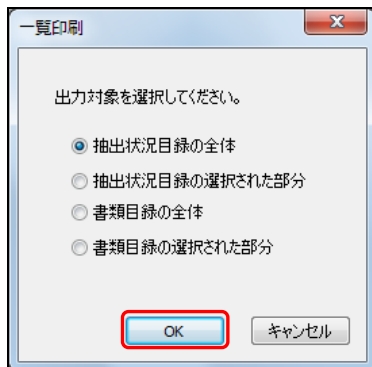 一覧印刷
出力対象を選択してください。
抽出状況目録の全体
抽出状況目録の選択された部分
書類目録の全体
書類目録の選択された部分
OK キャンセル